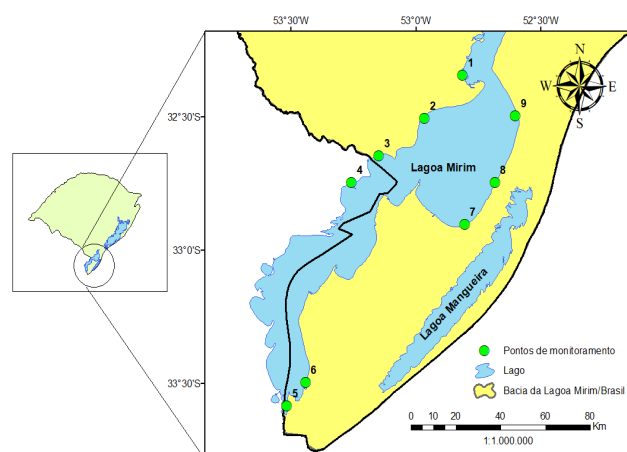 53°30'W 53°00'W 52°30'W
N
W E
S
1
9
2
32°30'S
3
4
Lagoa Mirim
8
7
33°00'S
Lagoa Mangueira
Pontos de monitoramento
Lago
Bacia da Lagoa Mirim/Brasil
6
33°30'S
5
0 10 20 40 60 80
Km
1:1.000.000